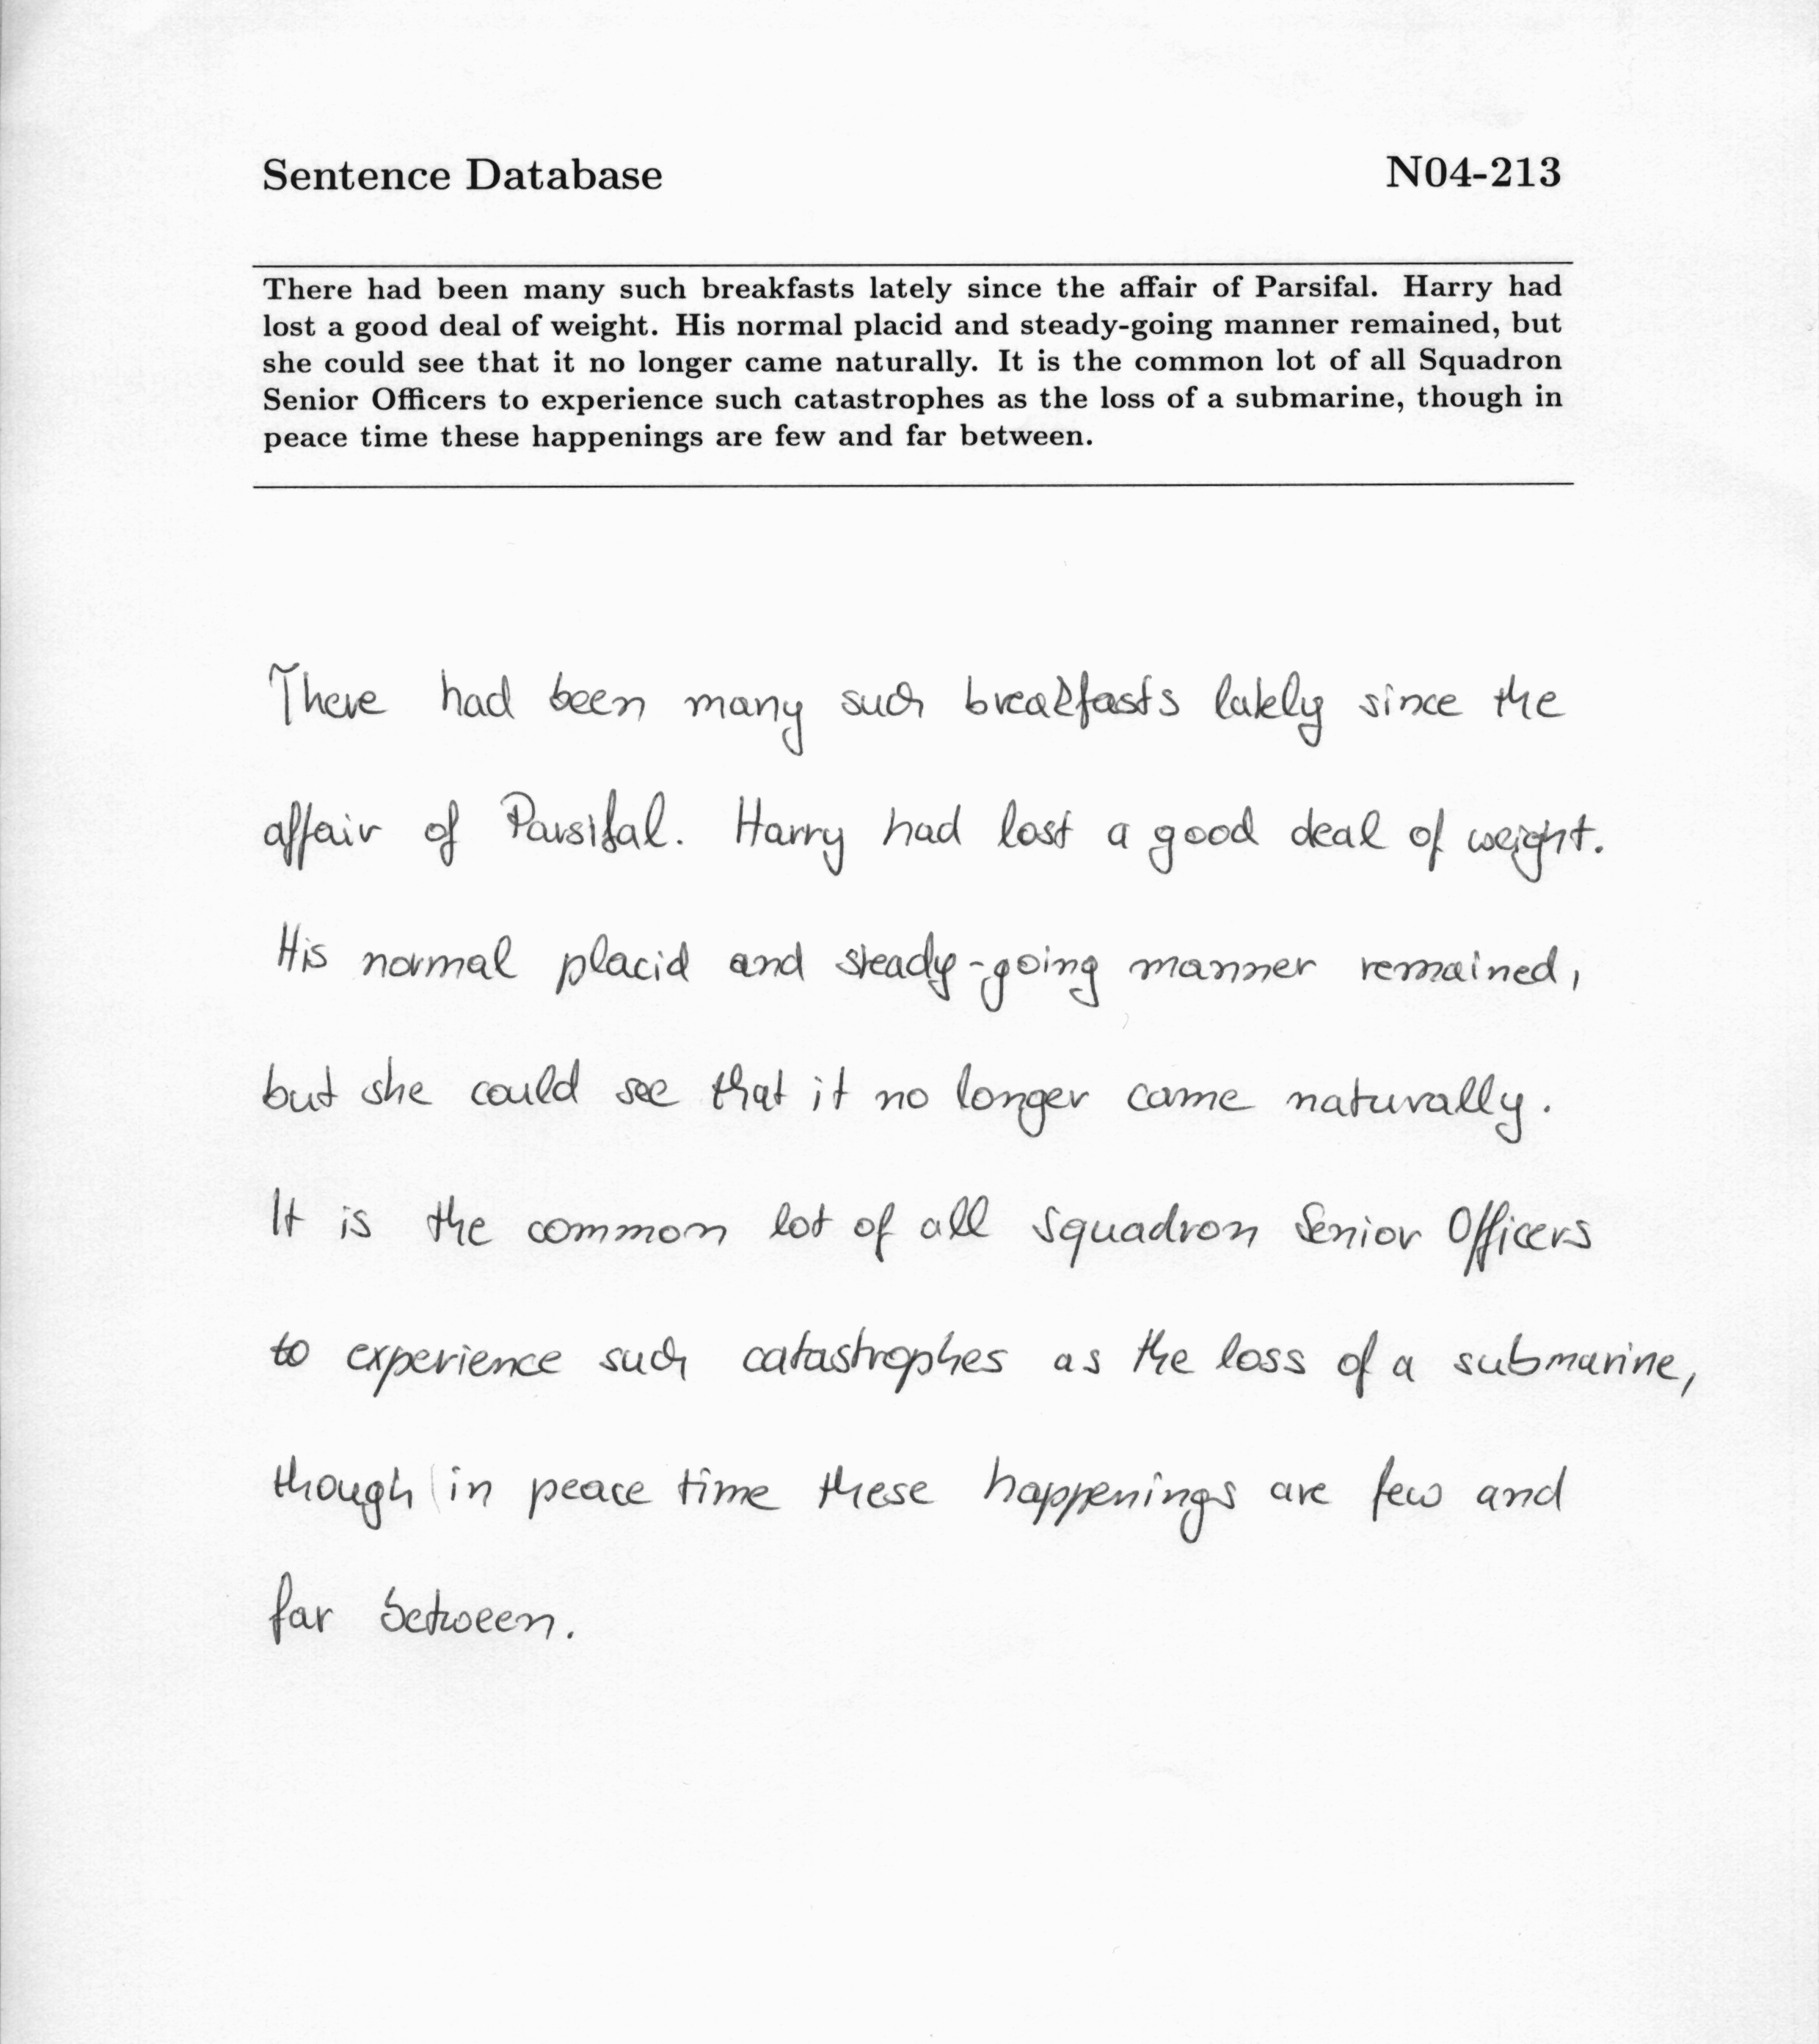 Sentence Database N04-213
There had been many such breakfasts lately since the affair of Parsifal. Harry had
lost a good deal of weight. His normal placid and steady-going manner remained, but
she could see that it no longer came naturally. It is the common lot of all Squadron
Senior Officers to experience such catastrophes as the loss of a submarine, though in
peace time these happenings are few and far between.
There had been many such breakfasts lately since the
affair of Parsifal. Harry had lost a good deal of weight.
His normal placid and steady-going manner remained,
but she could see that it no longer came naturally.
It is the common lot of all Squadron Senior Officers
to experience such catastrophes as the loss of a submarine,
though in peace time these happenings are few and
far between.